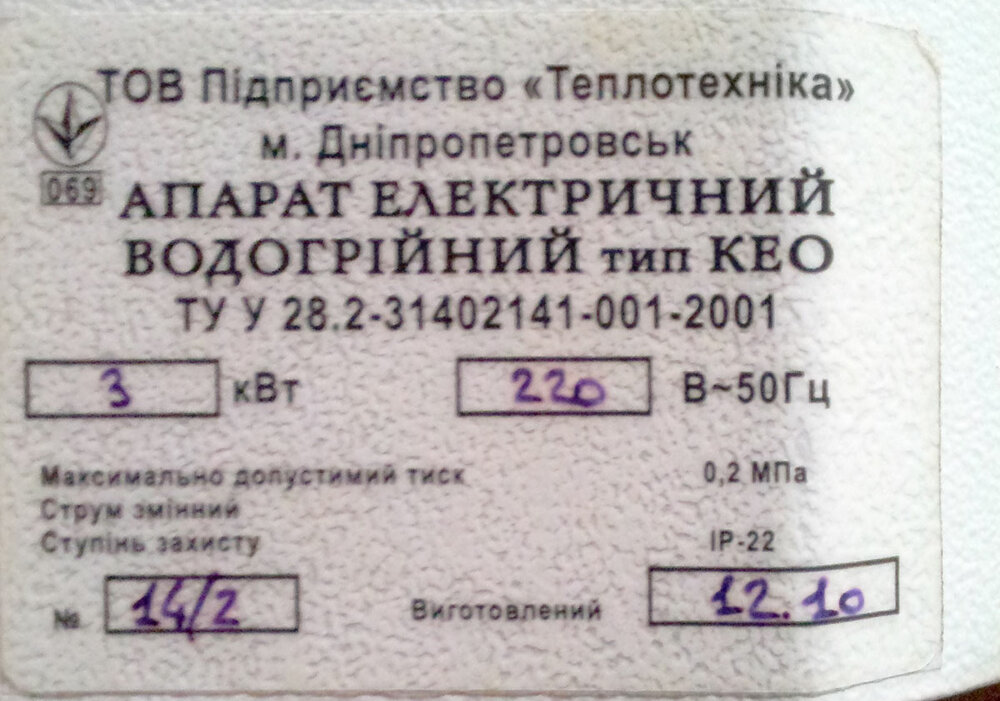 ТОВ Підприємство «Теплотехніка»
м. Дніпропетровськ
069
АПАРАТ ЕЛЕКТРИЧНИЙ
ВОДОГРІЙНИЙ тип КЕО
ТУ У 28.2-31402141-001-2001
3 кВт 220 В~50Гц
Максимально допустимий тиск 0,2 МПа
Струм змінний
Ступінь захисту ІР-22
№ 14/2 Виготовлений 12.10